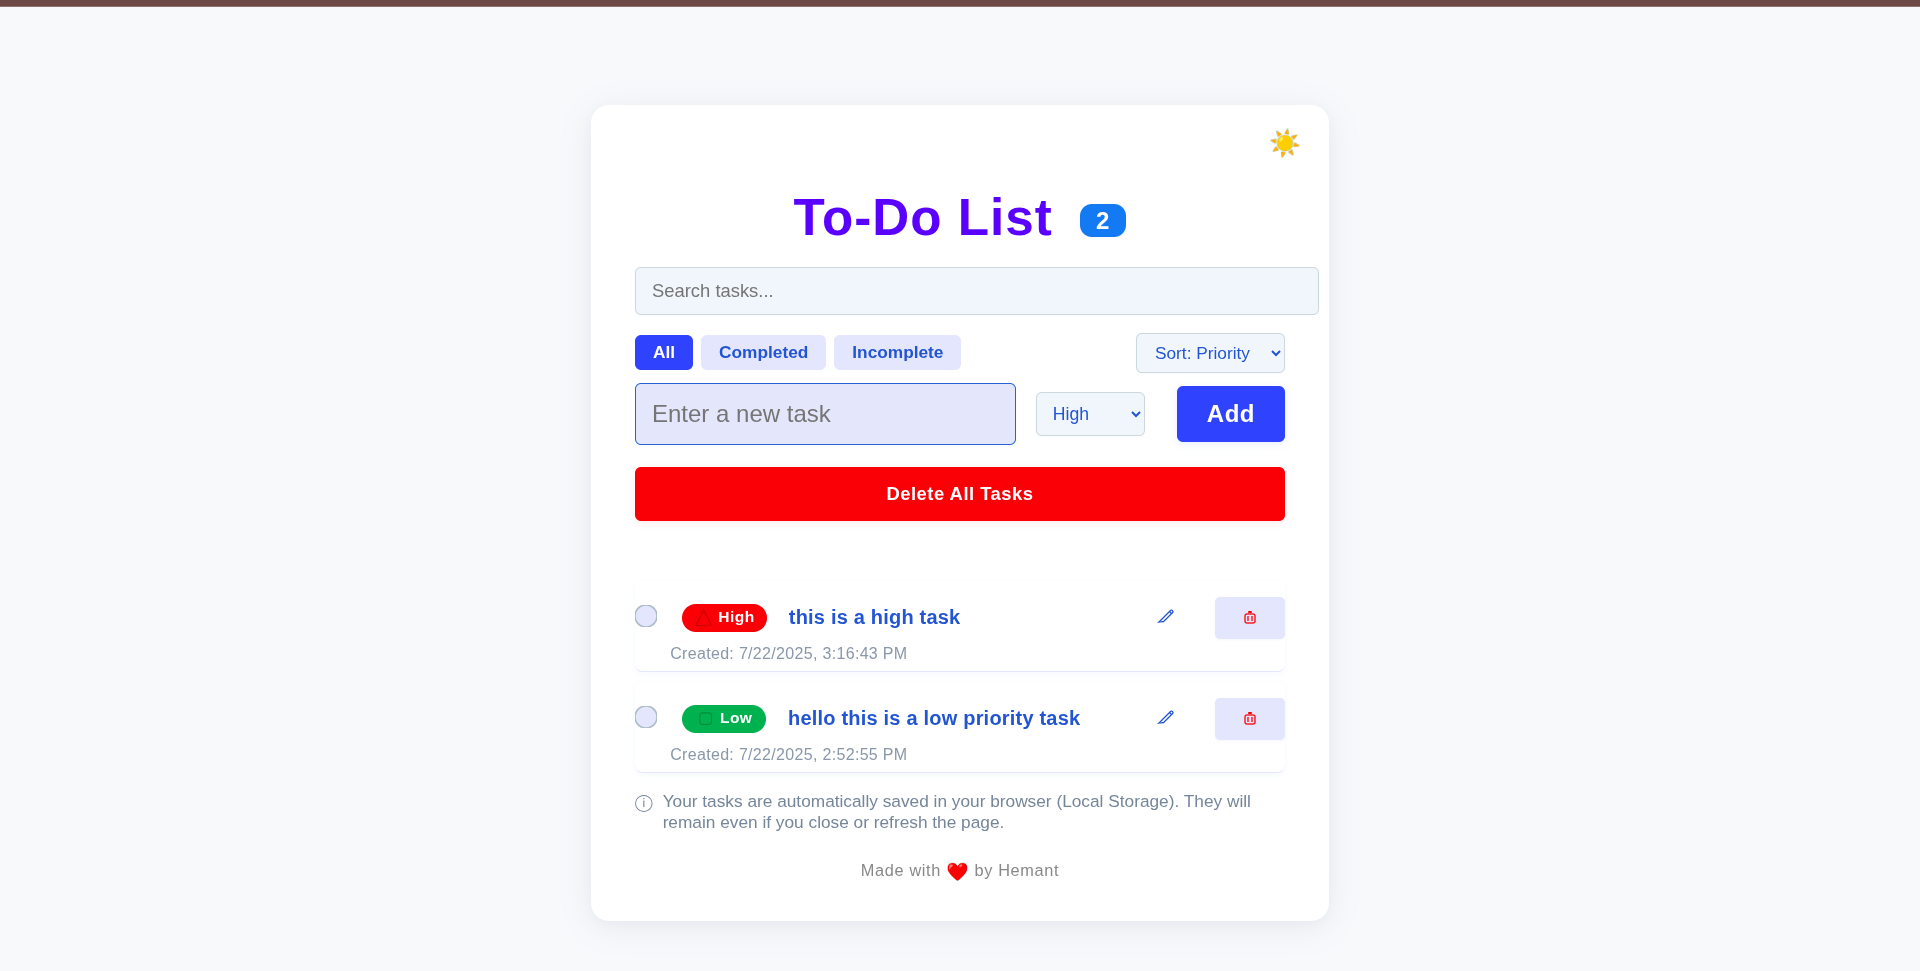 To-Do List 2
Search tasks...
All Completed Incomplete Sort: Priority
Enter a new task High Add
Delete All Tasks
High this is a high task
Created: 7/22/2025, 3:16:43 PM
Low hello this is a low priority task
Created: 7/22/2025, 2:52:55 PM
Your tasks are automatically saved in your browser (Local Storage). They will
remain even if you close or refresh the page.
Made with ❤️ by Hemant